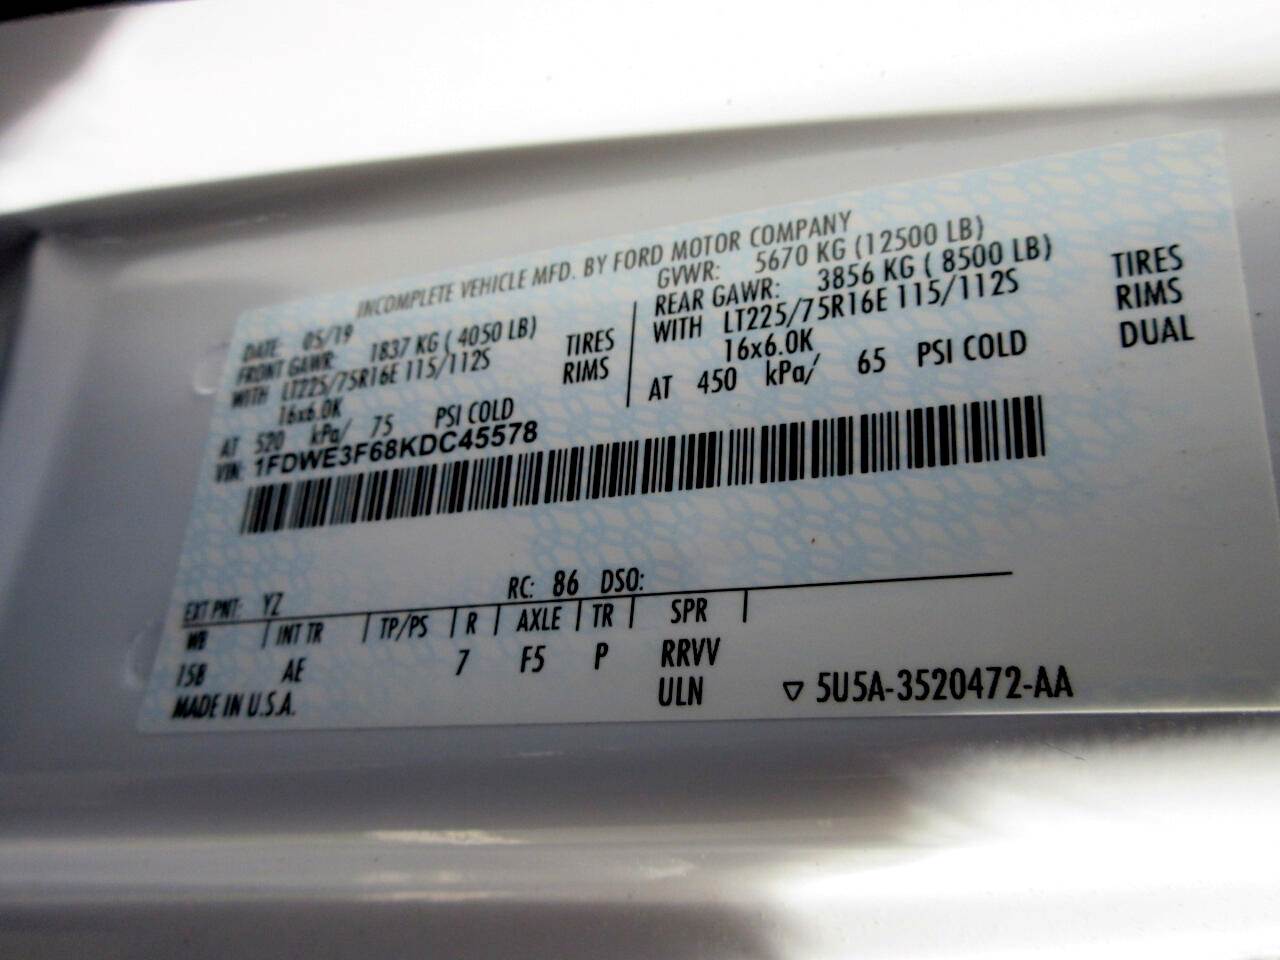 INCOMPLETE VEHICLE MFD. BY FORD MOTOR COMPANY
DATE: 05/19 GVWR: 5670 KG (12500 LB)
FRONT GAWR: 1837 KG ( 4050 LB) REAR GAWR: 3856 KG ( 8500 LB)
WITH LT225/75R16E 115/112S TIRES WITH LT225/75R16E 115/112S TIRES
16x6.0K RIMS 16x6.0K RIMS
AT 520 kPa/ 75 PSI COLD AT 450 kPa/ 65 PSI COLD DUAL
VIN: 1FDWE3F68KDC45578
EXT PNT: YZ RC: 86 DSO:
WB INT TR TP/PS R AXLE TR SPR
158 AE 7 F5 P RRVV
MADE IN U.S.A. ULN ▽ 5U5A-3520472-AA